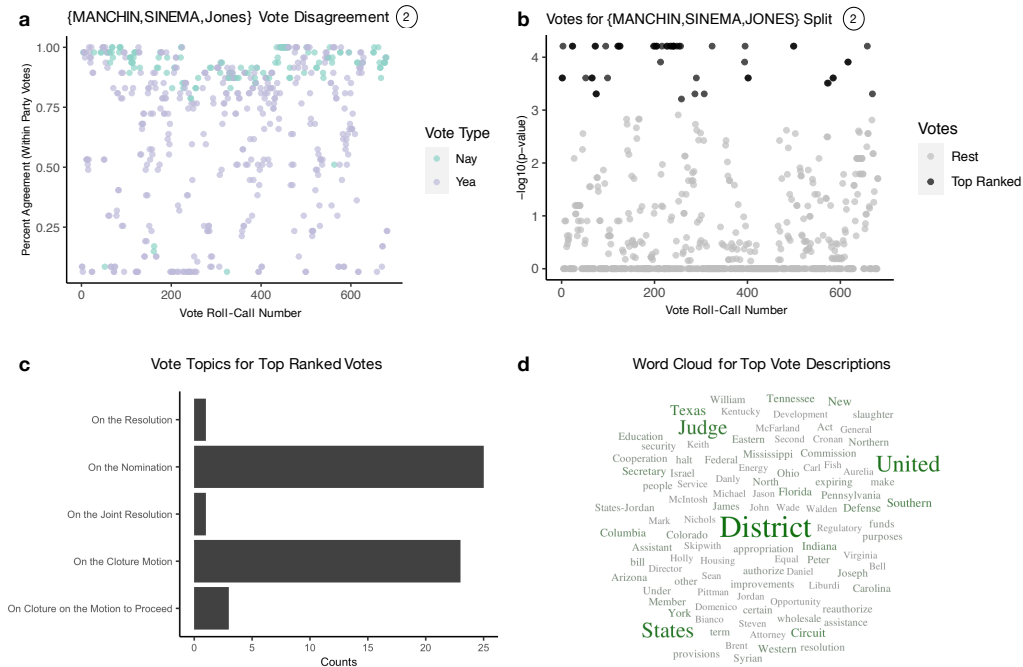 a
{MANCHIN,SINEMA,Jones} Vote Disagreement 2
Percent Agreement (Within Party Votes)
1.00
0.75
0.50
0.25
0 200 400 600
Vote Roll-Call Number
Vote Type
Nay
Yea
b
Votes for {MANCHIN,SINEMA,JONES} Split 2
−log10(p−value)
4
3
2
1
0
0 200 400 600
Vote Roll-Call Number
Votes
Rest
Top Ranked
c
Vote Topics for Top Ranked Votes
On the Resolution
On the Nomination
On the Joint Resolution
On the Cloture Motion
On Cloture on the Motion to Proceed
0 5 10 15 20 25
Counts
d
Word Cloud for Top Vote Descriptions
William Tennessee New
Texas Kentucky Development slaughter
Judge McFarland Act General
Education Eastern Second Cronan Northern
security Keith
Cooperation halt Federal Mississippi Commission United
Secretary Israel Energy Ohio Carl Fish Aurelia
people Service Danly North expiring make
McIntosh Michael Jason Florida Pennsylvania
States-Jordan James John Wade Walden Defense Southern
Mark Nichols District Regulatory funds
Columbia Colorado purposes
Assistant Skipwith appropriation Indiana
bill Holly Housing Equal Peter Virginia
Director authorize Daniel Joseph Bell
Arizona other Sean improvements Liburdi Carolina
Under Pittman Jordan
Member Domenico certain Opportunity reauthorize
York Bianco Steven wholesale assistance
States term Attorney Circuit
Brent Western resolution
provisions Syrian